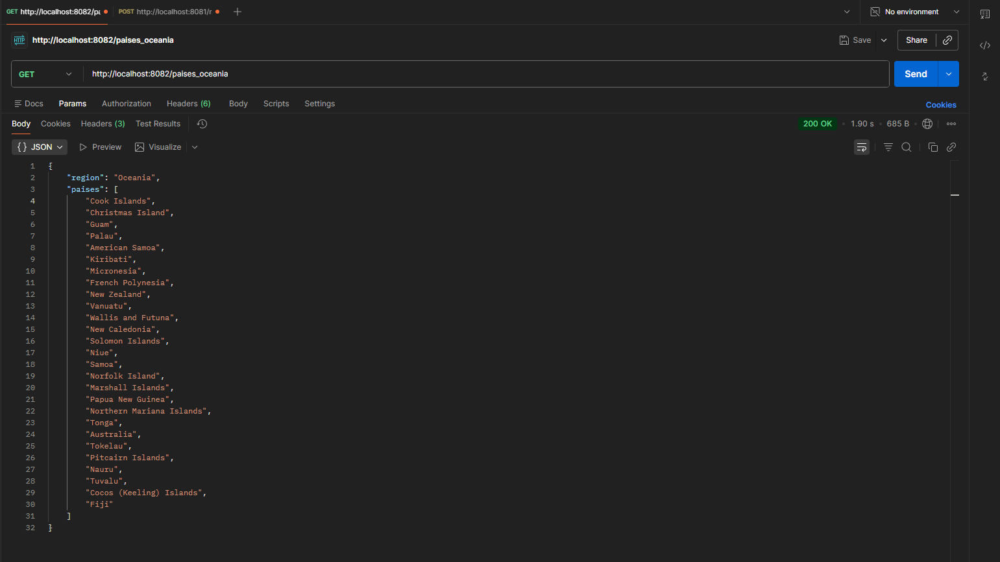 GET http://localhost:8082/pa POST http://localhost:8081/r No environment
HTTP http://localhost:8082/paises_oceania Save Share
GET http://localhost:8082/paises_oceania Send
Docs Params Authorization Headers (6) Body Scripts Settings Cookies
Body Cookies Headers (3) Test Results 200 OK 1.90 s 685 B
{} JSON Preview Visualize
1 {
2 "region": "Oceania",
3 "paises": [
4 "Cook Islands",
5 "Christmas Island",
6 "Guam",
7 "Palau",
8 "American Samoa",
9 "Kiribati",
10 "Micronesia",
11 "French Polynesia",
12 "New Zealand",
13 "Vanuatu",
14 "Wallis and Futuna",
15 "New Caledonia",
16 "Solomon Islands",
17 "Niue",
18 "Samoa",
19 "Norfolk Island",
20 "Marshall Islands",
21 "Papua New Guinea",
22 "Northern Mariana Islands",
23 "Tonga",
24 "Australia",
25 "Tokelau",
26 "Pitcairn Islands",
27 "Nauru",
28 "Tuvalu",
29 "Cocos (Keeling) Islands",
30 "Fiji"
31 ]
32 }